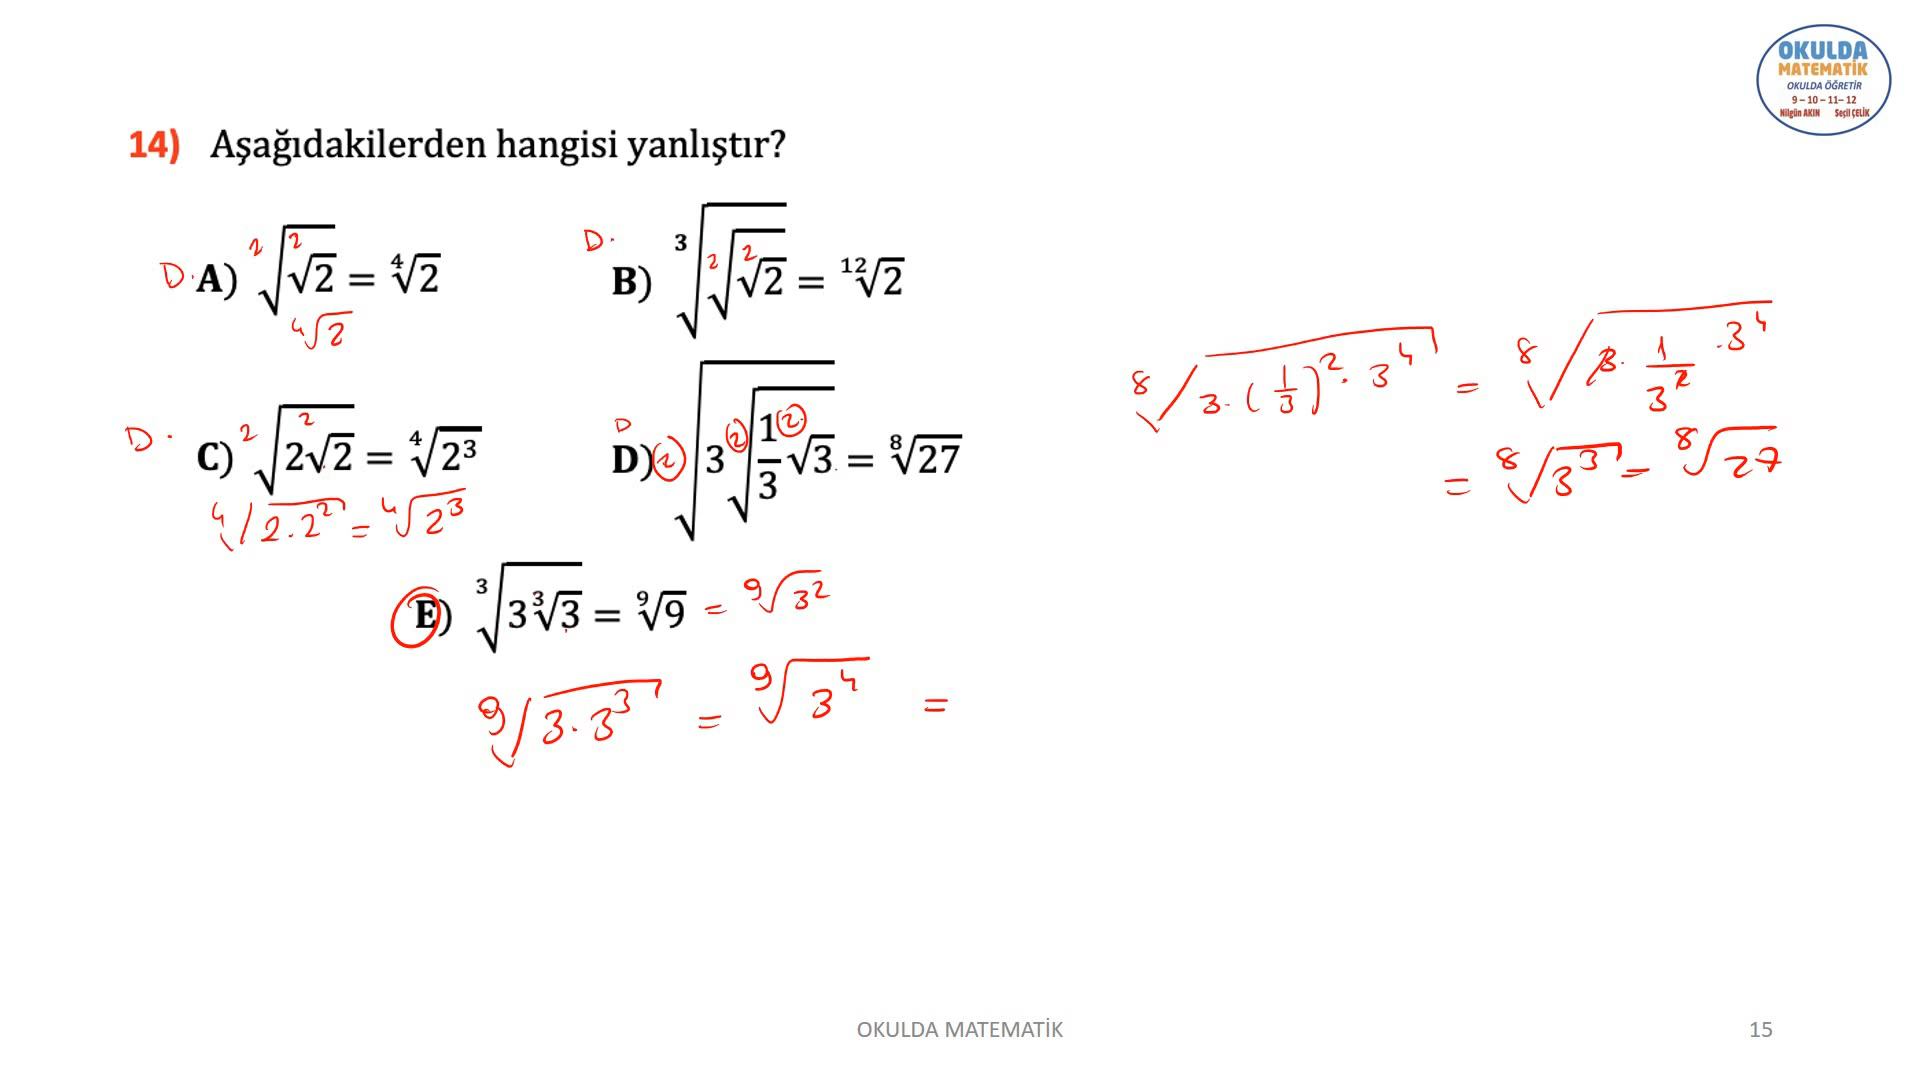 OKULDA
MATEMATİK
OKULDA ÖĞRETİR
9 – 10 – 11– 12
Nilgün AKIN Seçil ÇELİK
14) Aşağıdakilerden hangisi yanlıştır?
D· A) ²√(²√2) = ⁴√2
⁴√2
D· B) ³√(²√(²√2)) = ¹²√2
D· C) ²√(2 ²√2) = ⁴√(2³)
⁴√(2·2²) = ⁴√(2³)
D D) ②√(3 ②√(1/3 ②√3)) = ⁸√27
⁸√(3·(1/3)²·3⁴) = ⁸√(3·1/3²·3⁴)
= ⁸√(3³) = ⁸√27
E) ³√(3 ³√3) = ⁹√9 = ⁹√(3²)
⁹√(3·3³) = ⁹√(3⁴) =
OKULDA MATEMATİK
15